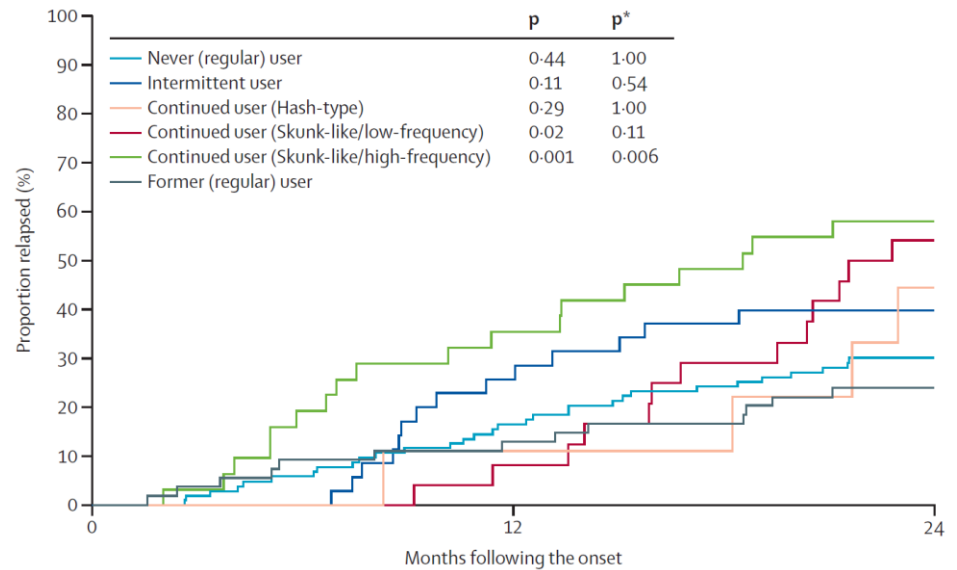 p p*
Never (regular) user 0·44 1·00
Intermittent user 0·11 0·54
Continued user (Hash-type) 0·29 1·00
Continued user (Skunk-like/low-frequency) 0·02 0·11
Continued user (Skunk-like/high-frequency) 0·001 0·006
Former (regular) user
Proportion relapsed (%)
100
90
80
70
60
50
40
30
20
10
0
0 12 24
Months following the onset